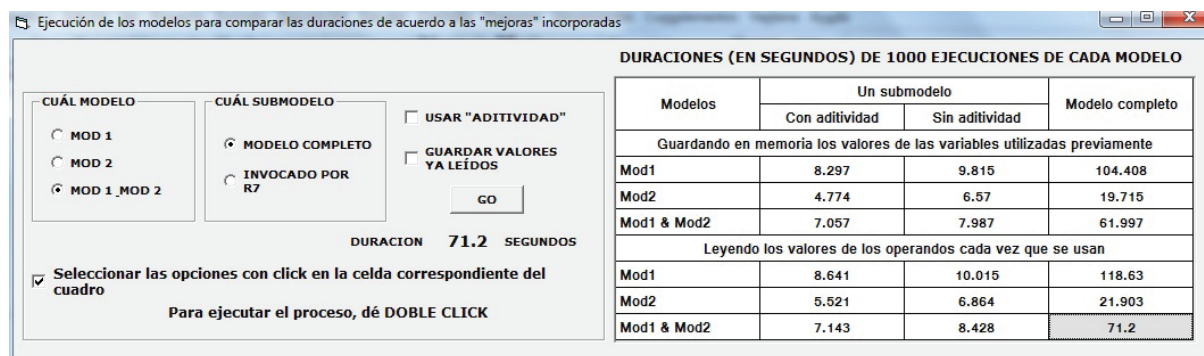 Ejecución de los modelos para comparar las duraciones de acuerdo a las "mejoras" incorporadas
CUÁL MODELO
MOD 1
MOD 2
MOD 1_MOD 2
CUÁL SUBMODELO
MODELO COMPLETO
INVOCADO POR
R7
USAR "ADITIVIDAD"
GUARDAR VALORES
YA LEÍDOS
GO
DURACION 71.2 SEGUNDOS
Seleccionar las opciones con click en la celda correspondiente del
cuadro
Para ejecutar el proceso, dé DOBLE CLICK
DURACIONES (EN SEGUNDOS) DE 1000 EJECUCIONES DE CADA MODELO
Modelos Un submodelo Modelo completo
Con aditividad Sin aditividad
Guardando en memoria los valores de las variables utilizadas previamente
Mod1 8.297 9.815 104.408
Mod2 4.774 6.57 19.715
Mod1 & Mod2 7.057 7.987 61.997
Leyendo los valores de los operandos cada vez que se usan
Mod1 8.641 10.015 118.63
Mod2 5.521 6.864 21.903
Mod1 & Mod2 7.143 8.428 71.2